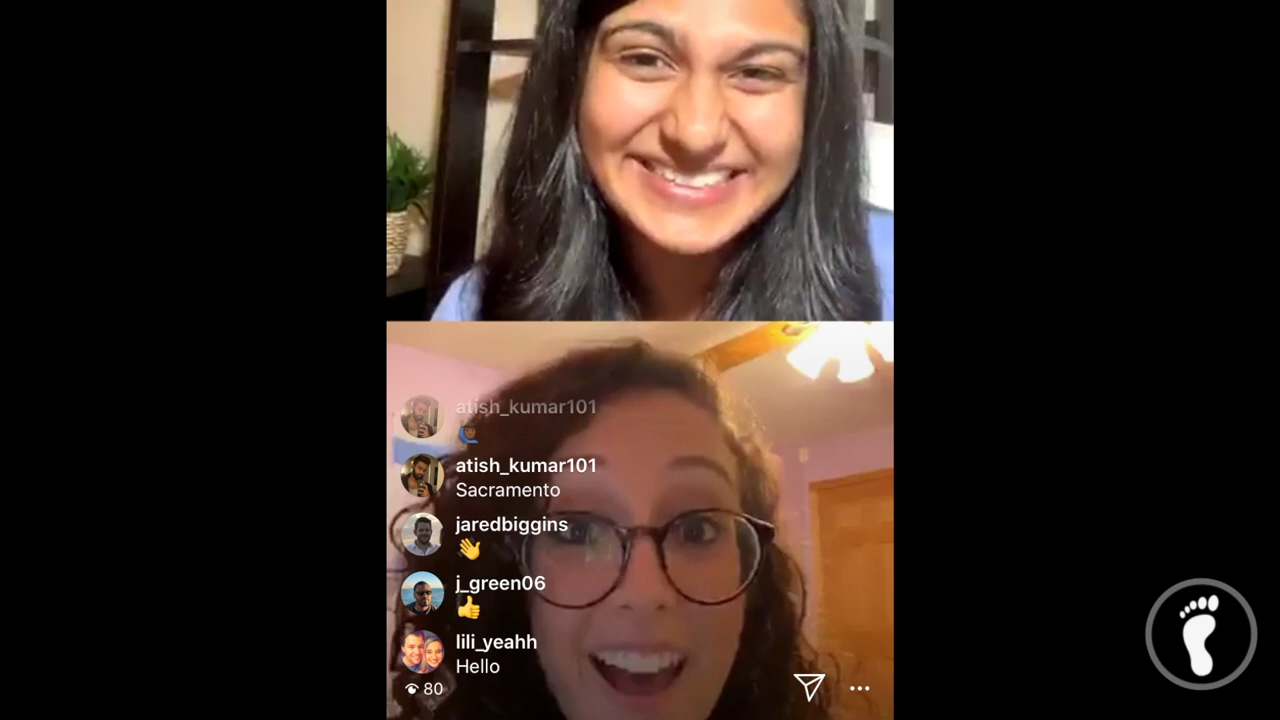 atish_kumar101
atish_kumar101
Sacramento
jaredbiggins
j_green06
lili_yeahh
Hello
80